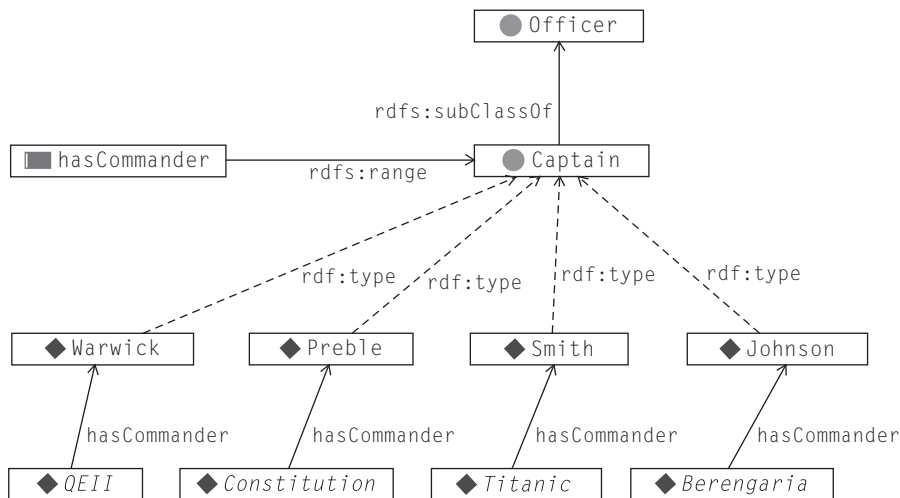 Officer
rdfs:subClassOf
hasCommander
Captain
rdfs:range
rdf:type
rdf:type
rdf:type
rdf:type
Warwick
Preble
Smith
Johnson
hasCommander
hasCommander
hasCommander
hasCommander
QEII
Constitution
Titanic
Berengaria